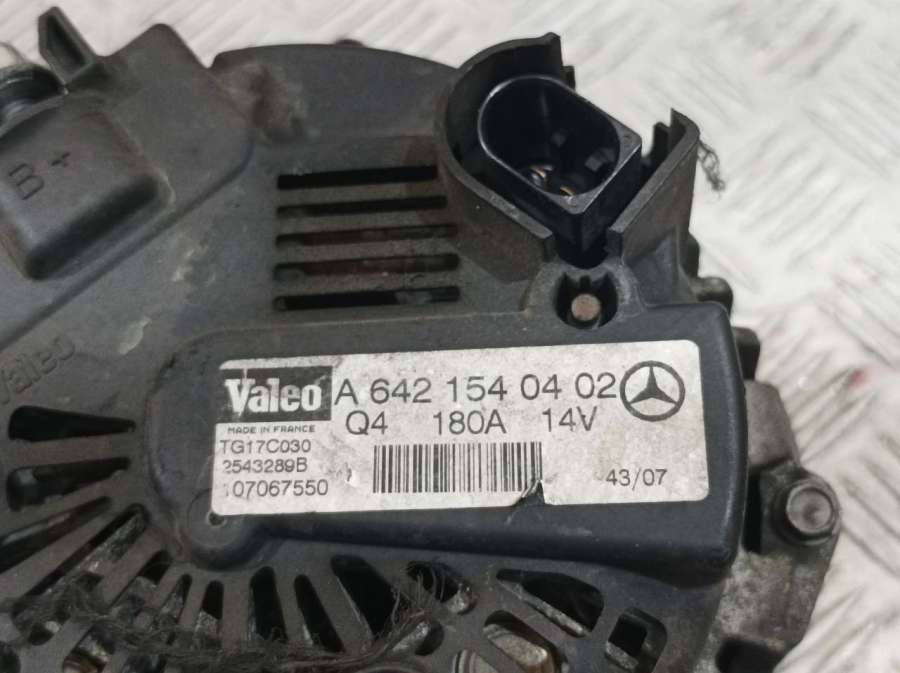 B+
Valeo
Valeo A 642 154 04 02
MADE IN FRANCE Q4 180A 14V
TG17C030
2543289B
107067550 43/07